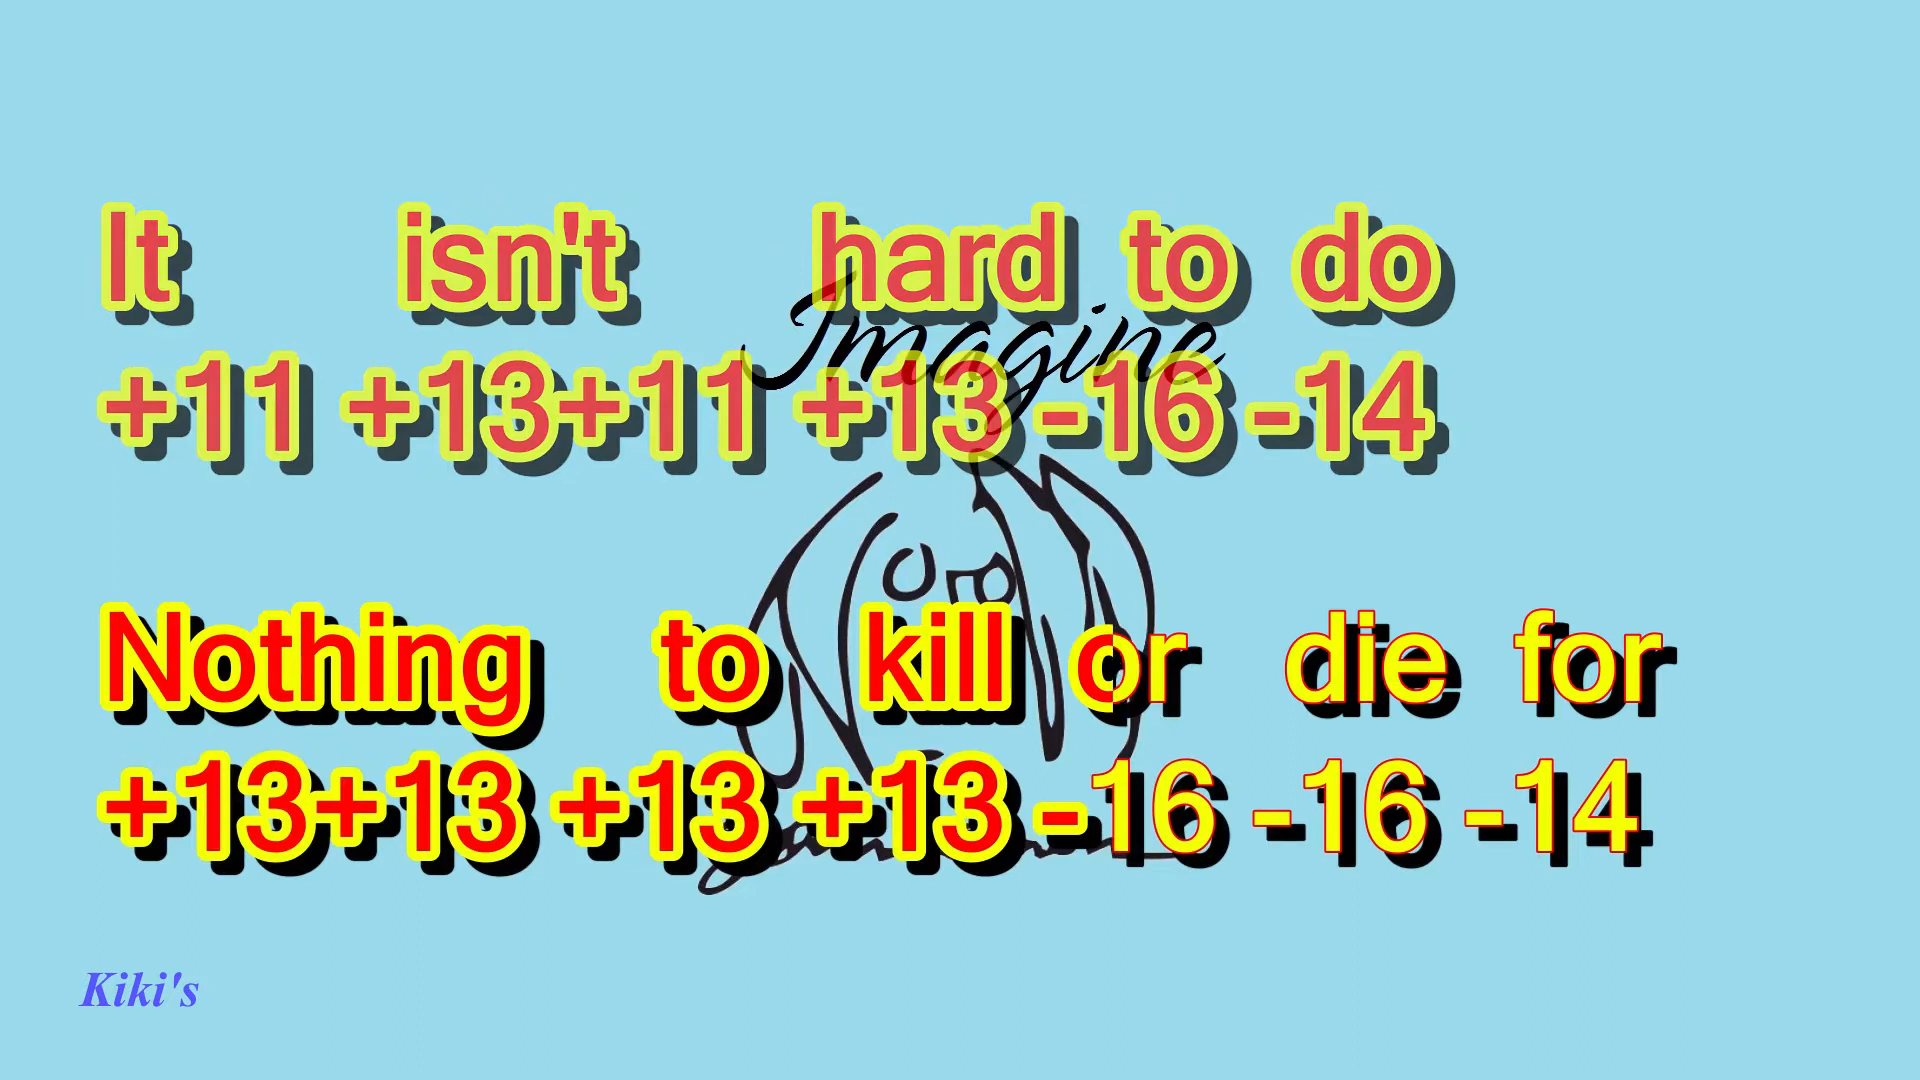 It isn't hard to do
Imagine
+11 +13+11 +13 -16 -14
Nothing to kill or die for
+13+13 +13 +13 -16 -16 -14
Kiki's